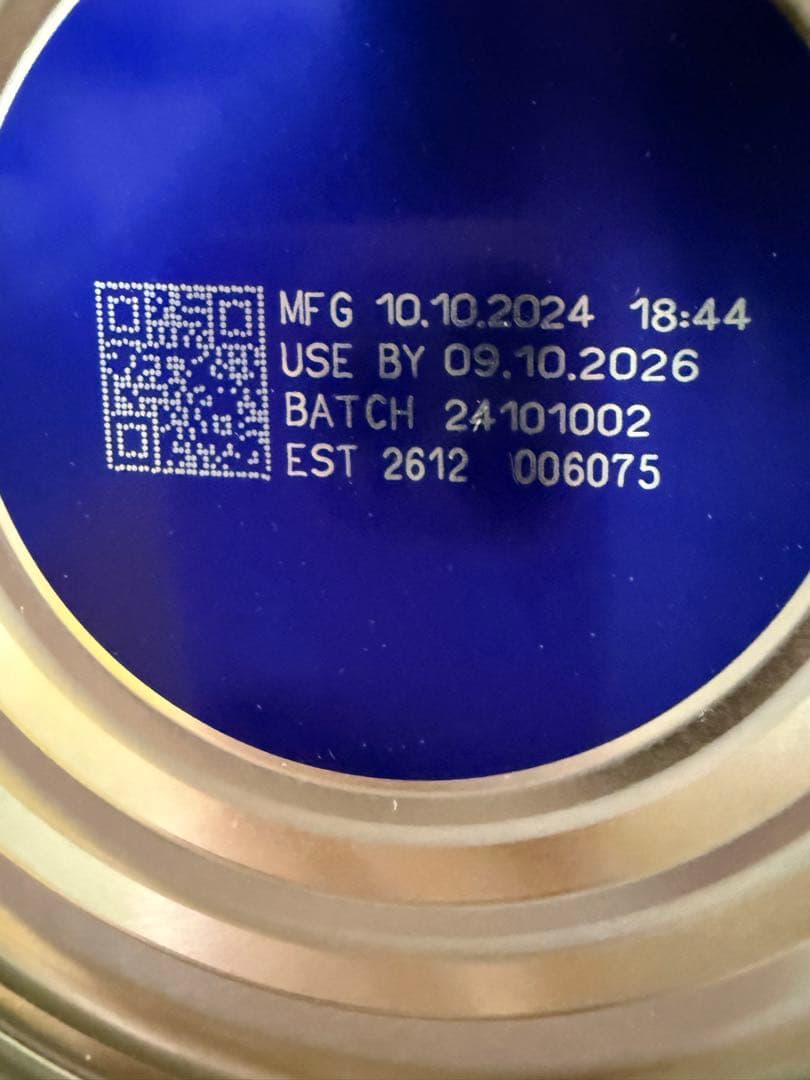 MFG 10.10.2024 18:44
USE BY 09.10.2026
BATCH 24101002
EST 2612 006075